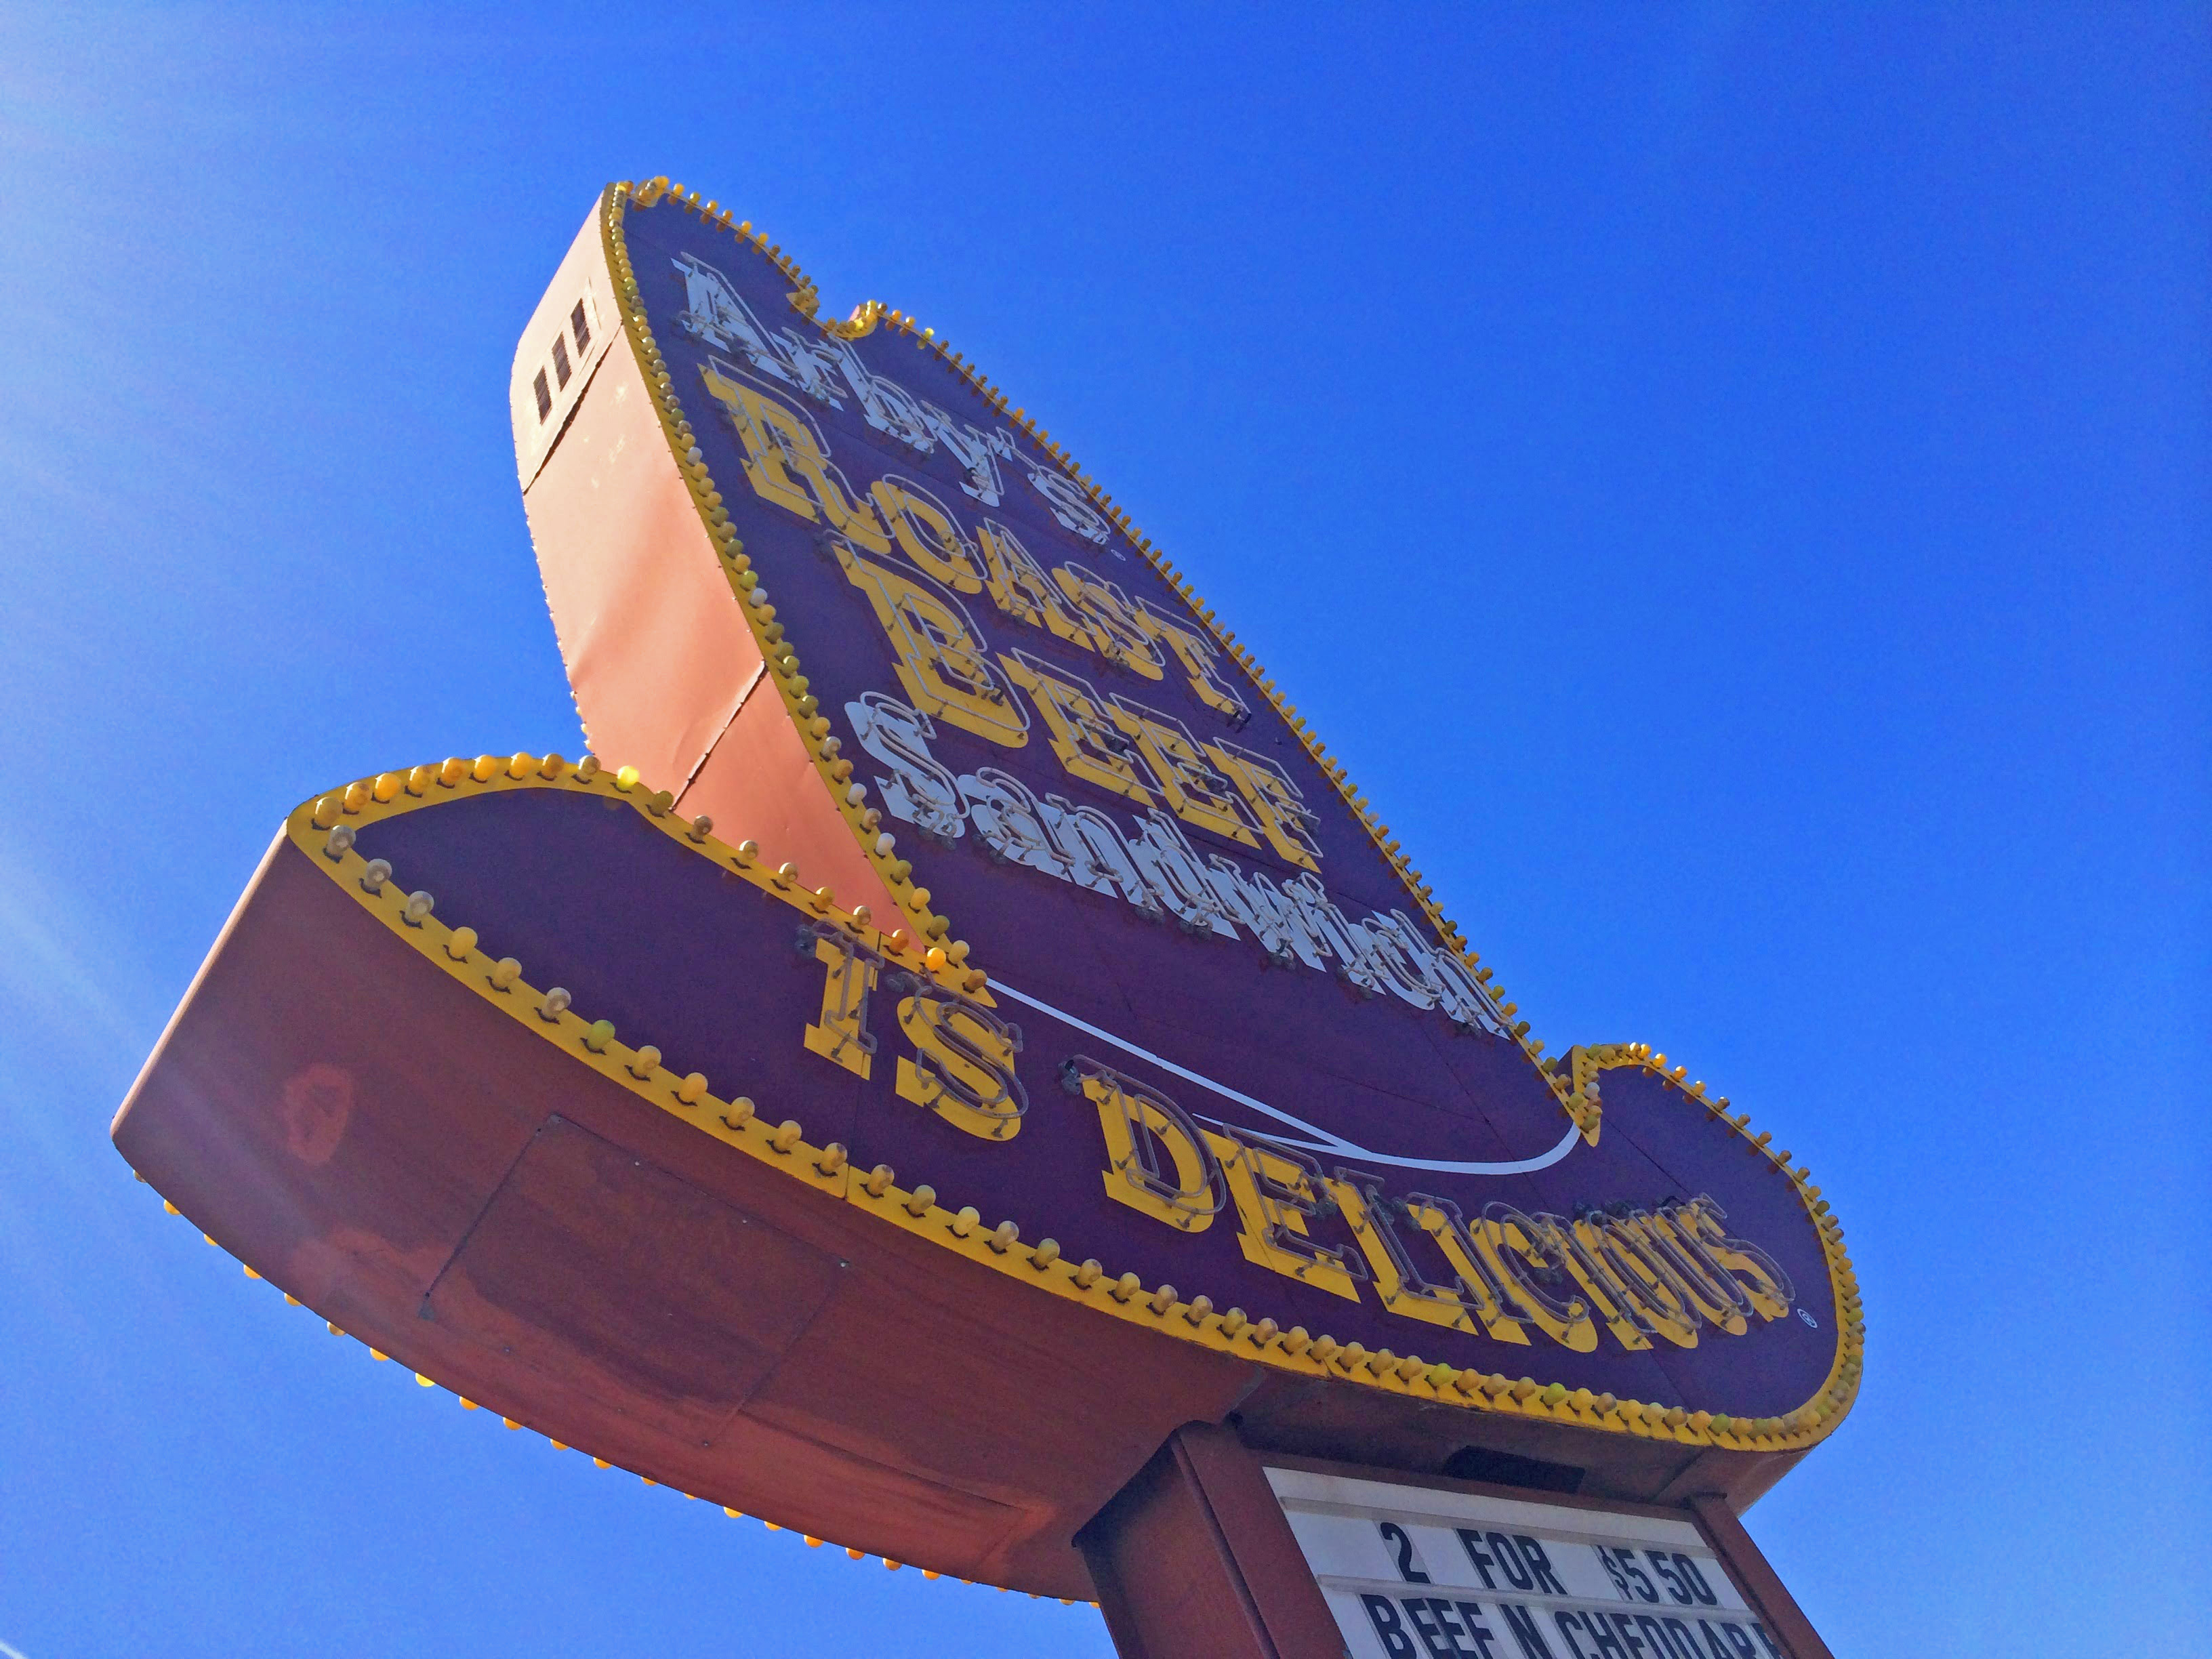 Arby's
ROAST
BEEF
Sandwich
IS DELICIOUS®
2 FOR $5 50
BEEF N CHEDDAR